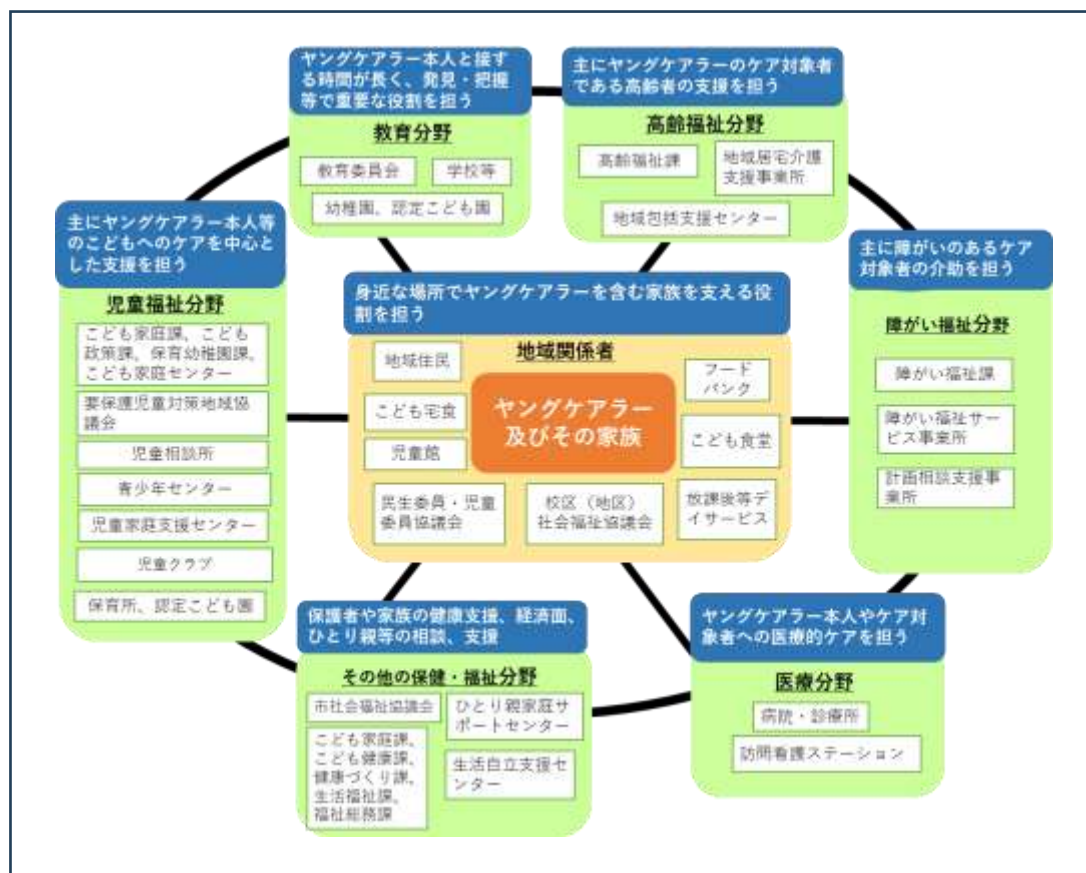 ヤングケアラー本人と接す
る時間が長く、発見・把握
等で重要な役割を担う
教育分野
教育委員会
学校等
幼稚園、認定こども園
主にヤングケアラーのケア対象者
である高齢者の支援を担う
高齢福祉分野
高齢福祉課
地域居宅介護
支援事業所
地域包括支援センター
主にヤングケアラー本人等
のこどもへのケアを中心と
した支援を担う
児童福祉分野
こども家庭課、こども
政策課、保育幼稚園課、
こども家庭センター
要保護児童対策地域協
議会
児童相談所
青少年センター
児童家庭支援センター
児童クラブ
保育所、認定こども園
身近な場所でヤングケアラーを含む家族を支える役
割を担う
地域関係者
地域住民
こども宅食
児童館
ヤングケアラー
及びその家族
フード
バンク
こども食堂
民生委員・児童
委員協議会
校区（地区）
社会福祉協議会
放課後等デ
イサービス
主に障がいのあるケア
対象者の介助を担う
障がい福祉分野
障がい福祉課
障がい福祉サー
ビス事業所
計画相談支援事
業所
保護者や家族の健康支援、経済面、
ひとり親等の相談、支援
その他の保健・福祉分野
市社会福祉協議会
こども家庭課、
こども健康課、
健康づくり課、
生活福祉課、
福祉総務課
ひとり親家庭サ
ポートセンター
生活自立支援セ
ンター
ヤングケアラー本人やケア対
象者への医療的ケアを担う
医療分野
病院・診療所
訪問看護ステーション